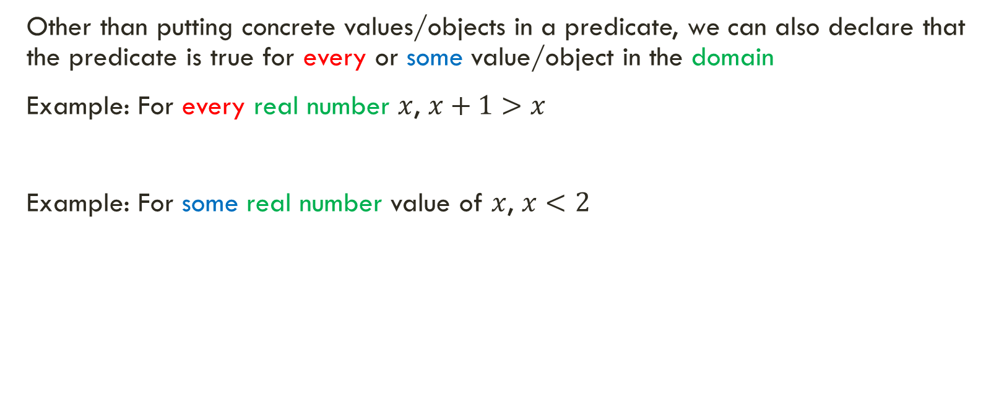 Other than putting concrete values/objects in a predicate, we can also declare that
the predicate is true for every or some value/object in the domain
Example: For every real number 𝑥, 𝑥 + 1 > 𝑥
Example: For some real number value of 𝑥, 𝑥 < 2